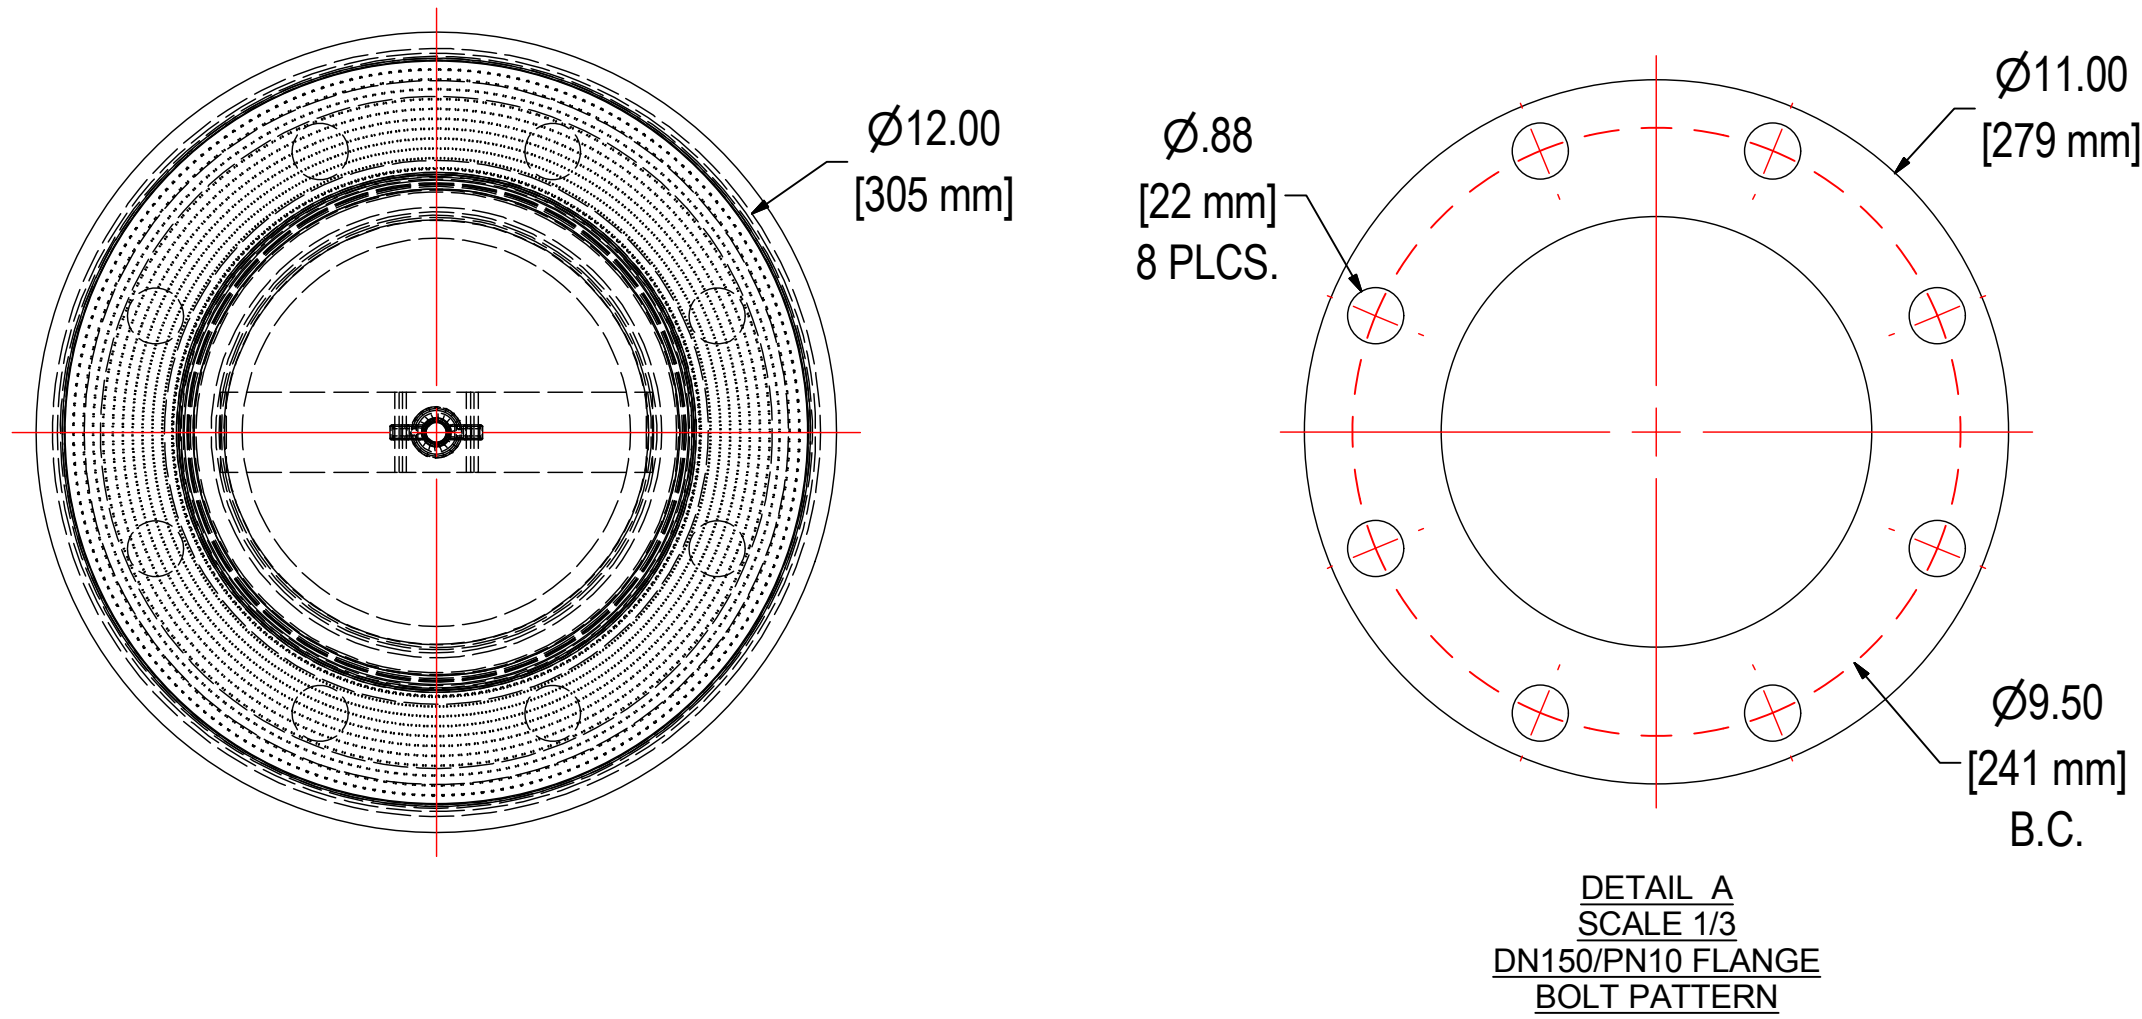 Ø12.00
[305 mm]
Ø.88
[22 mm]
8 PLCS.
Ø11.00
[279 mm]
Ø9.50
[241 mm]
B.C.
DETAIL A
SCALE 1/3
DN150/PN10 FLANGE
BOLT PATTERN